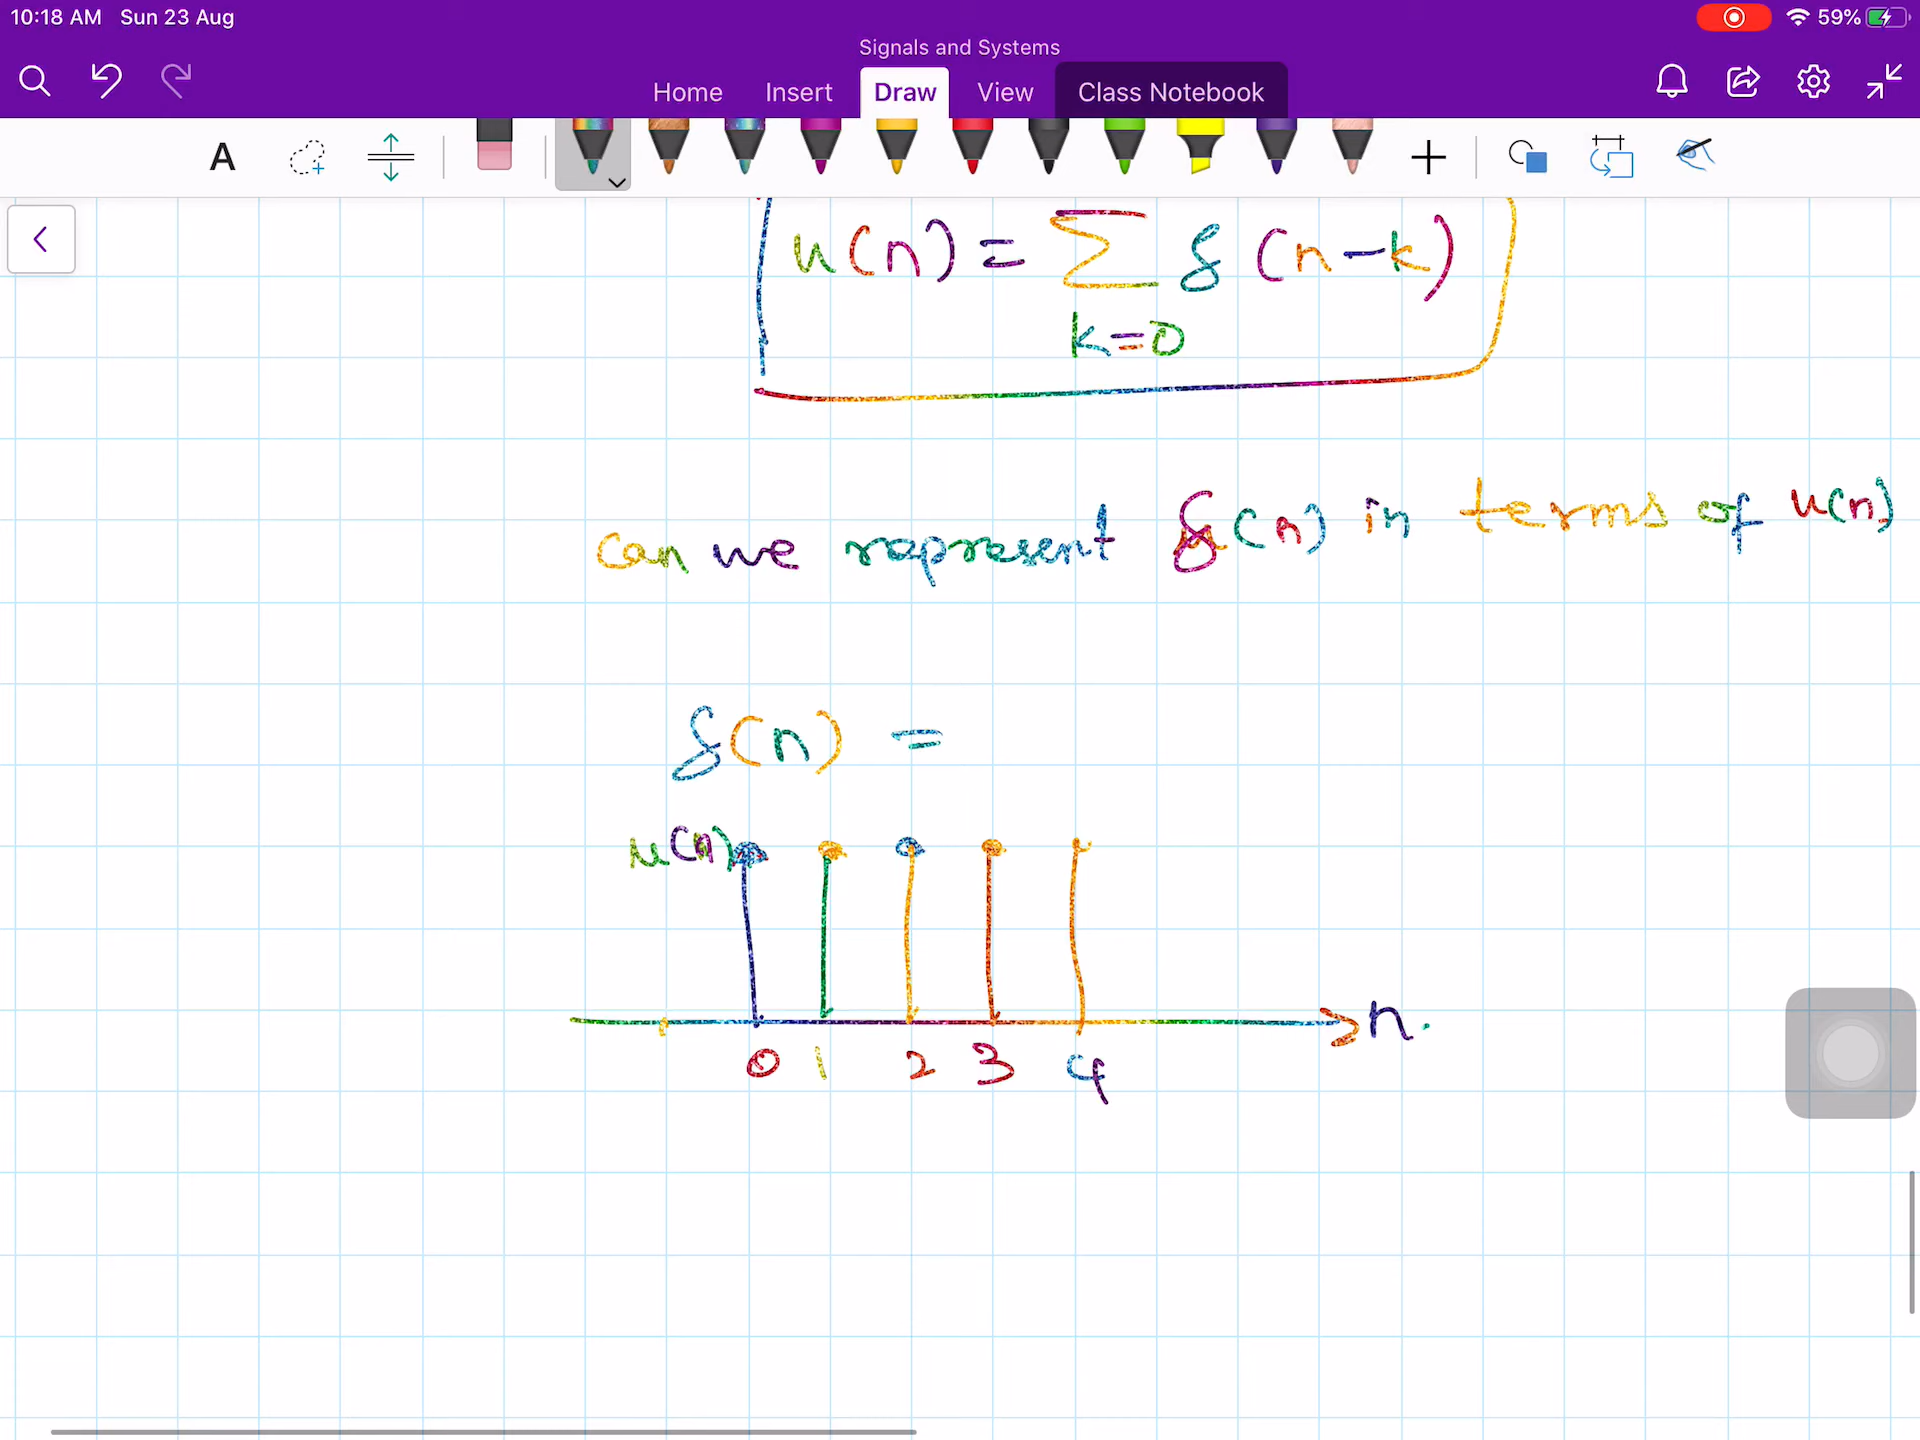 10:18 AM Sun 23 Aug 59%
Signals and Systems
Home Insert Draw View Class Notebook
A
u(n) = ∑ δ(n-k)
k=0
can we represent δ(n) in terms of u(n)
δ(n) =
u(n)
n.
0 1 2 3 4